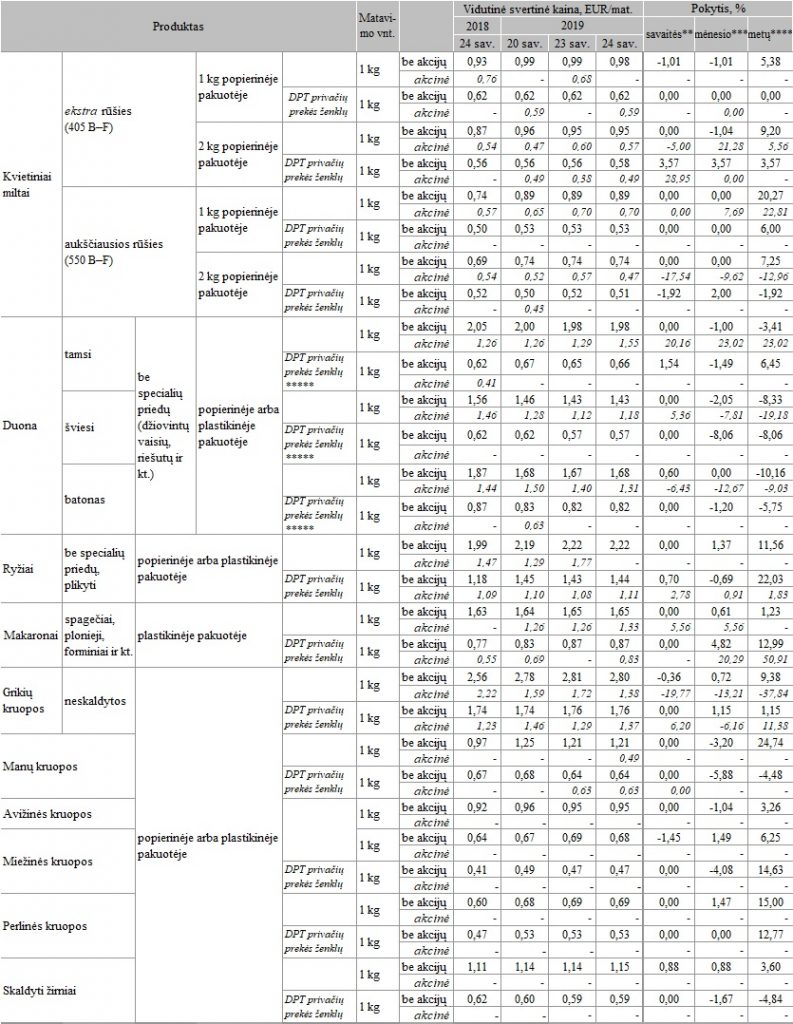 Produktas Matavi- mo vnt. Vidutinė svertinė kaina, EUR/mat. Pokytis, %
2018 2019 savaitės** mėnesio*** metų****
24 sav. 20 sav. 23 sav. 24 sav.
Kvietiniai miltai
ekstra rūšies (405 B–F)
1 kg popierinėje pakuotėje
1 kg be akcijų 0,93 0,99 0,99 0,98 -1,01 -1,01 5,38
akcinė 0,76 - 0,68 - - - -
DPT privačių prekės ženklų 1 kg be akcijų 0,62 0,62 0,62 0,62 0,00 0,00 0,00
akcinė - 0,59 - 0,59 - 0,00 -
2 kg popierinėje pakuotėje
1 kg be akcijų 0,87 0,96 0,95 0,95 0,00 -1,04 9,20
akcinė 0,54 0,47 0,60 0,57 -5,00 21,28 5,56
DPT privačių prekės ženklų 1 kg be akcijų 0,56 0,56 0,56 0,58 3,57 3,57 3,57
akcinė - 0,49 0,38 0,49 28,95 0,00 -
aukščiausios rūšies (550 B–F)
1 kg popierinėje pakuotėje
1 kg be akcijų 0,74 0,89 0,89 0,89 0,00 0,00 20,27
akcinė 0,57 0,65 0,70 0,70 0,00 7,69 22,81
DPT privačių prekės ženklų 1 kg be akcijų 0,50 0,53 0,53 0,53 0,00 0,00 6,00
akcinė - - - - - - -
2 kg popierinėje pakuotėje
1 kg be akcijų 0,69 0,74 0,74 0,74 0,00 0,00 7,25
akcinė 0,54 0,52 0,57 0,47 -17,54 -9,62 -12,96
DPT privačių prekės ženklų 1 kg be akcijų 0,52 0,50 0,52 0,51 -1,92 2,00 -1,92
akcinė - 0,43 - - - - -
Duona
be specialių priedų (džiovintų vaisių, riešutų ir kt.)
popierinėje arba plastikinėje pakuotėje
tamsi
1 kg be akcijų 2,05 2,00 1,98 1,98 0,00 -1,00 -3,41
akcinė 1,26 1,26 1,29 1,55 20,16 23,02 23,02
DPT privačių prekės ženklų ***** 1 kg be akcijų 0,62 0,67 0,65 0,66 1,54 -1,49 6,45
akcinė 0,41 - - - - - -
šviesi
1 kg be akcijų 1,56 1,46 1,43 1,43 0,00 -2,05 -8,33
akcinė 1,46 1,28 1,12 1,18 5,36 -7,81 -19,18
DPT privačių prekės ženklų ***** 1 kg be akcijų 0,62 0,62 0,57 0,57 0,00 -8,06 -8,06
akcinė - - - - - - -
batonas
1 kg be akcijų 1,87 1,68 1,67 1,68 0,60 0,00 -10,16
akcinė 1,44 1,50 1,40 1,31 -6,43 -12,67 -9,03
DPT privačių prekės ženklų ***** 1 kg be akcijų 0,87 0,83 0,82 0,82 0,00 -1,20 -5,75
akcinė - 0,63 - - - - -
Ryžiai
be specialių priedų, plikyti
popierinėje arba plastikinėje pakuotėje
1 kg be akcijų 1,99 2,19 2,22 2,22 0,00 1,37 11,56
akcinė 1,47 1,29 1,77 - - - -
DPT privačių prekės ženklų 1 kg be akcijų 1,18 1,45 1,43 1,44 0,70 -0,69 22,03
akcinė 1,09 1,10 1,08 1,11 2,78 0,91 1,83
Makaronai
spagečiai, plonieji, forminiai ir kt.
plastikinėje pakuotėje
1 kg be akcijų 1,63 1,64 1,65 1,65 0,00 0,61 1,23
akcinė - 1,26 1,26 1,33 5,56 5,56 -
DPT privačių prekės ženklų 1 kg be akcijų 0,77 0,83 0,87 0,87 0,00 4,82 12,99
akcinė 0,55 0,69 - 0,83 - 20,29 50,91
Grikių kruopos
neskaldytos
popierinėje arba plastikinėje pakuotėje
1 kg be akcijų 2,56 2,78 2,81 2,80 -0,36 0,72 9,38
akcinė 2,22 1,59 1,72 1,38 -19,77 -13,21 -37,84
DPT privačių prekės ženklų 1 kg be akcijų 1,74 1,74 1,76 1,76 0,00 1,15 1,15
akcinė 1,23 1,46 1,29 1,37 6,20 -6,16 11,38
Manų kruopos
1 kg be akcijų 0,97 1,25 1,21 1,21 0,00 -3,20 24,74
akcinė - - - 0,49 - - -
DPT privačių prekės ženklų 1 kg be akcijų 0,67 0,68 0,64 0,64 0,00 -5,88 -4,48
akcinė - - 0,63 0,63 0,00 - -
Avižinės kruopos
1 kg be akcijų 0,92 0,96 0,95 0,95 0,00 -1,04 3,26
akcinė - - - - - - -
Miežinės kruopos
1 kg be akcijų 0,64 0,67 0,69 0,68 -1,45 1,49 6,25
akcinė - - - - - - -
DPT privačių prekės ženklų 1 kg be akcijų 0,41 0,49 0,47 0,47 0,00 -4,08 14,63
akcinė - - - - - - -
Perlinės kruopos
1 kg be akcijų 0,60 0,68 0,69 0,69 0,00 1,47 15,00
akcinė - - - - - - -
DPT privačių prekės ženklų 1 kg be akcijų 0,47 0,53 0,53 0,53 0,00 0,00 12,77
akcinė - - - - - - -
Skaldyti žirniai
1 kg be akcijų 1,11 1,14 1,14 1,15 0,88 0,88 3,60
akcinė - - - - - - -
DPT privačių prekės ženklų 1 kg be akcijų 0,62 0,60 0,59 0,59 0,00 -1,67 -4,84
akcinė - - - - - - -